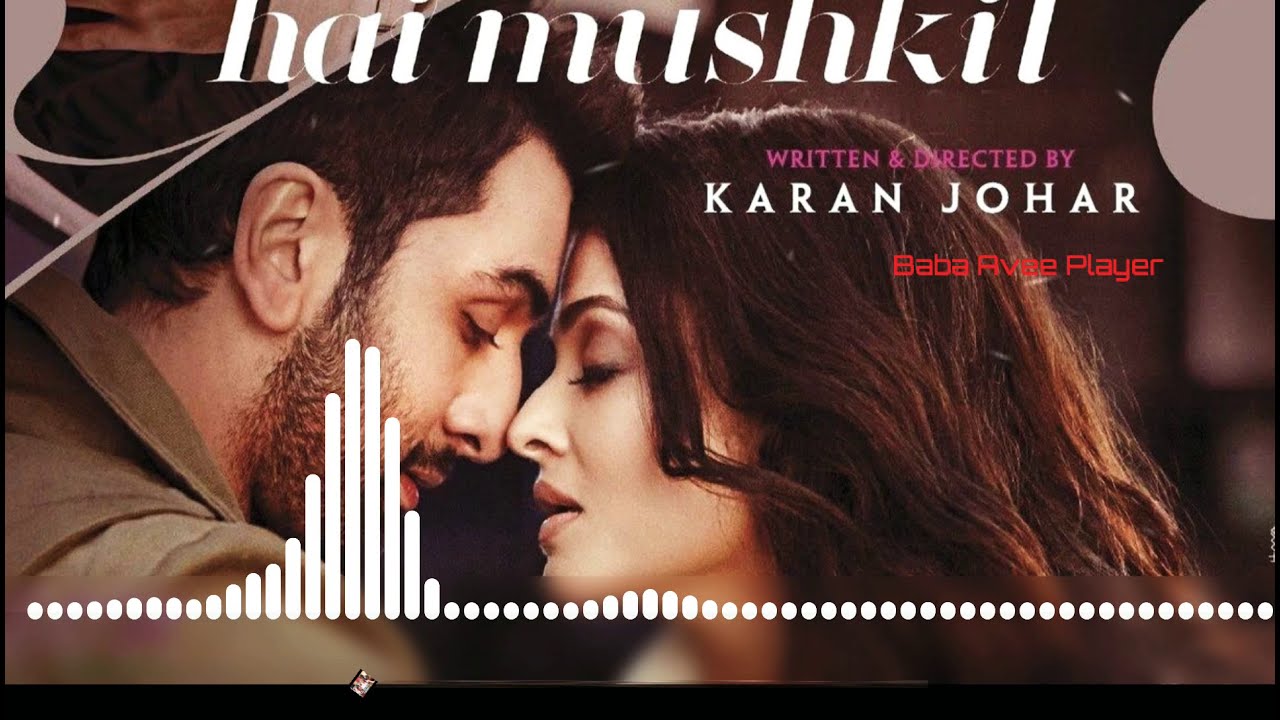 hai mushkil
WRITTEN & DIRECTED BY
KARAN JOHAR
Baba Avee Player